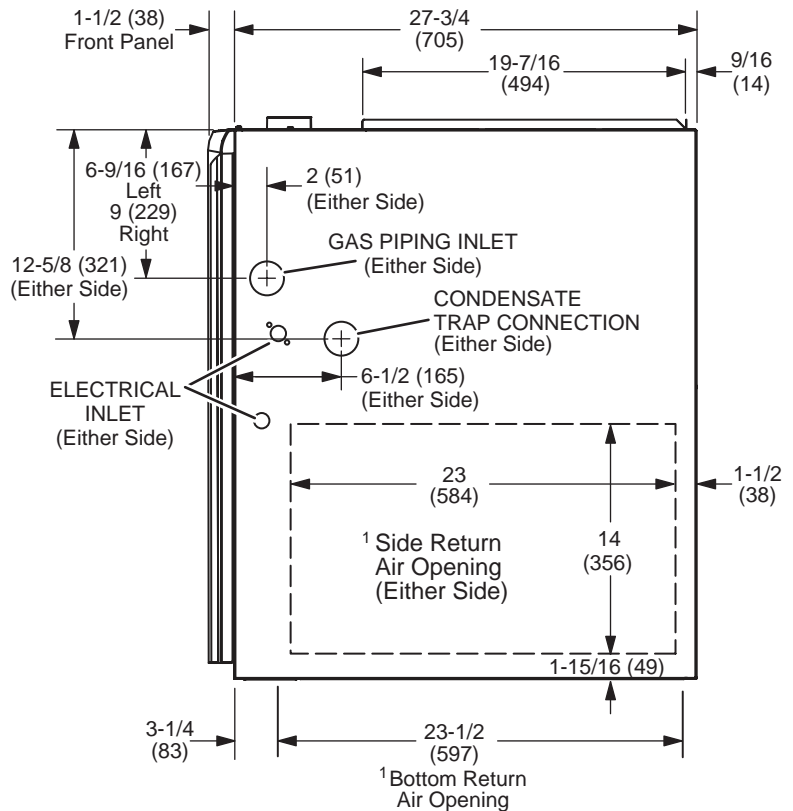 1-1/2 (38)
Front Panel
27-3/4
(705)
19-7/16
(494)
9/16
(14)
6-9/16 (167)
Left
9 (229)
Right
2 (51)
(Either Side)
12-5/8 (321)
(Either Side)
GAS PIPING INLET
(Either Side)
CONDENSATE
TRAP CONNECTION
(Either Side)
6-1/2 (165)
(Either Side)
ELECTRICAL
INLET
(Either Side)
23
(584)
1-1/2
(38)
14
(356)
1 Side Return
Air Opening
(Either Side)
1-15/16 (49)
3-1/4
(83)
23-1/2
(597)
1 Bottom Return
Air Opening